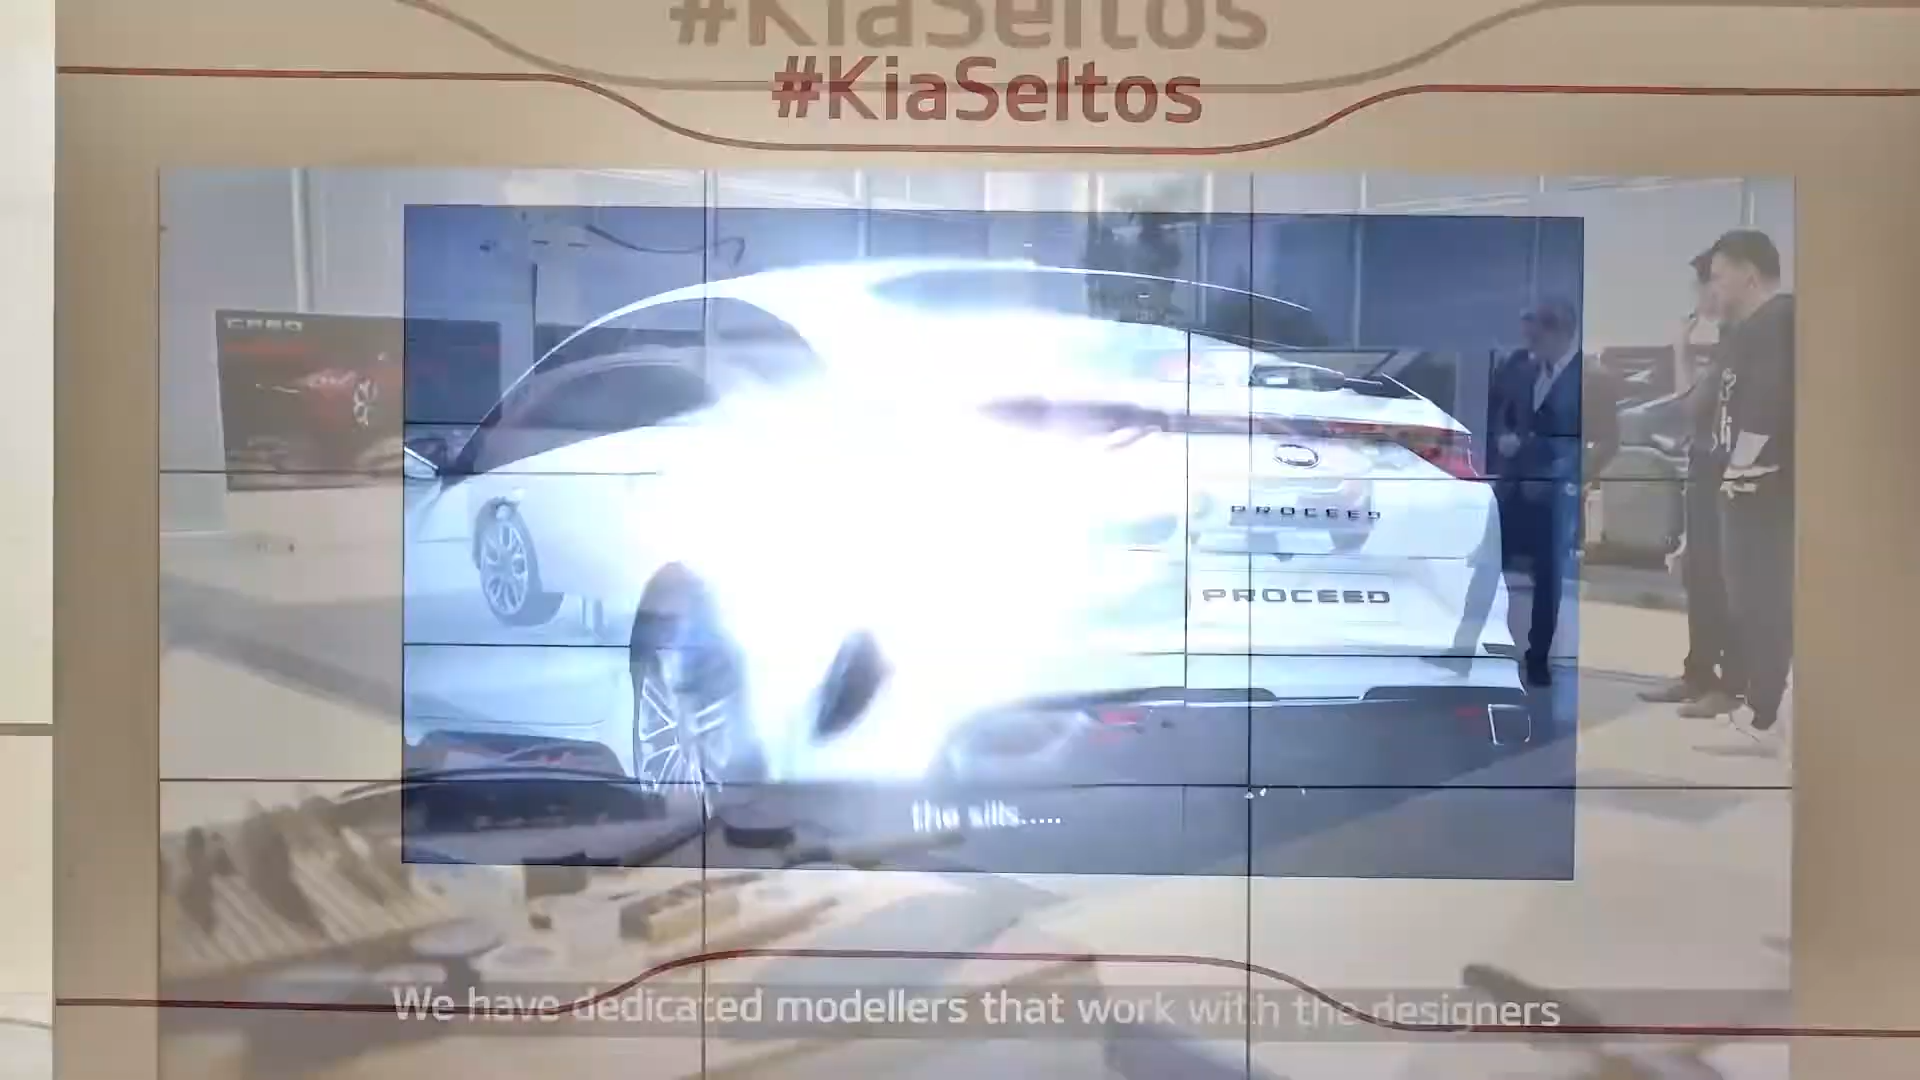 #KiaSeltos
#KiaSeltos
CEED
PROCEED
PROCEED
the sills.....
We have dedicated modellers that work with the designers